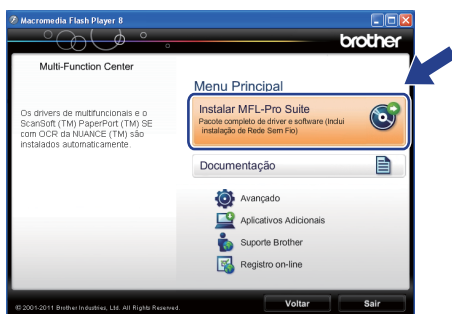 Macromedia Flash Player 8
brother
Multi-Function Center
Menu Principal
Os drivers de multifuncionais e o
ScanSoft (TM) PaperPort (TM) SE
com OCR da NUANCE (TM) são
instalados automaticamente.
Instalar MFL-Pro Suite
Pacote completo de driver e software (Inclui
instalação de Rede Sem Fio)
Documentação
Avançado
Aplicativos Adicionais
Suporte Brother
Registro on-line
© 2001-2011 Brother Industries, Ltd. All Rights Reserved.
Voltar
Sair